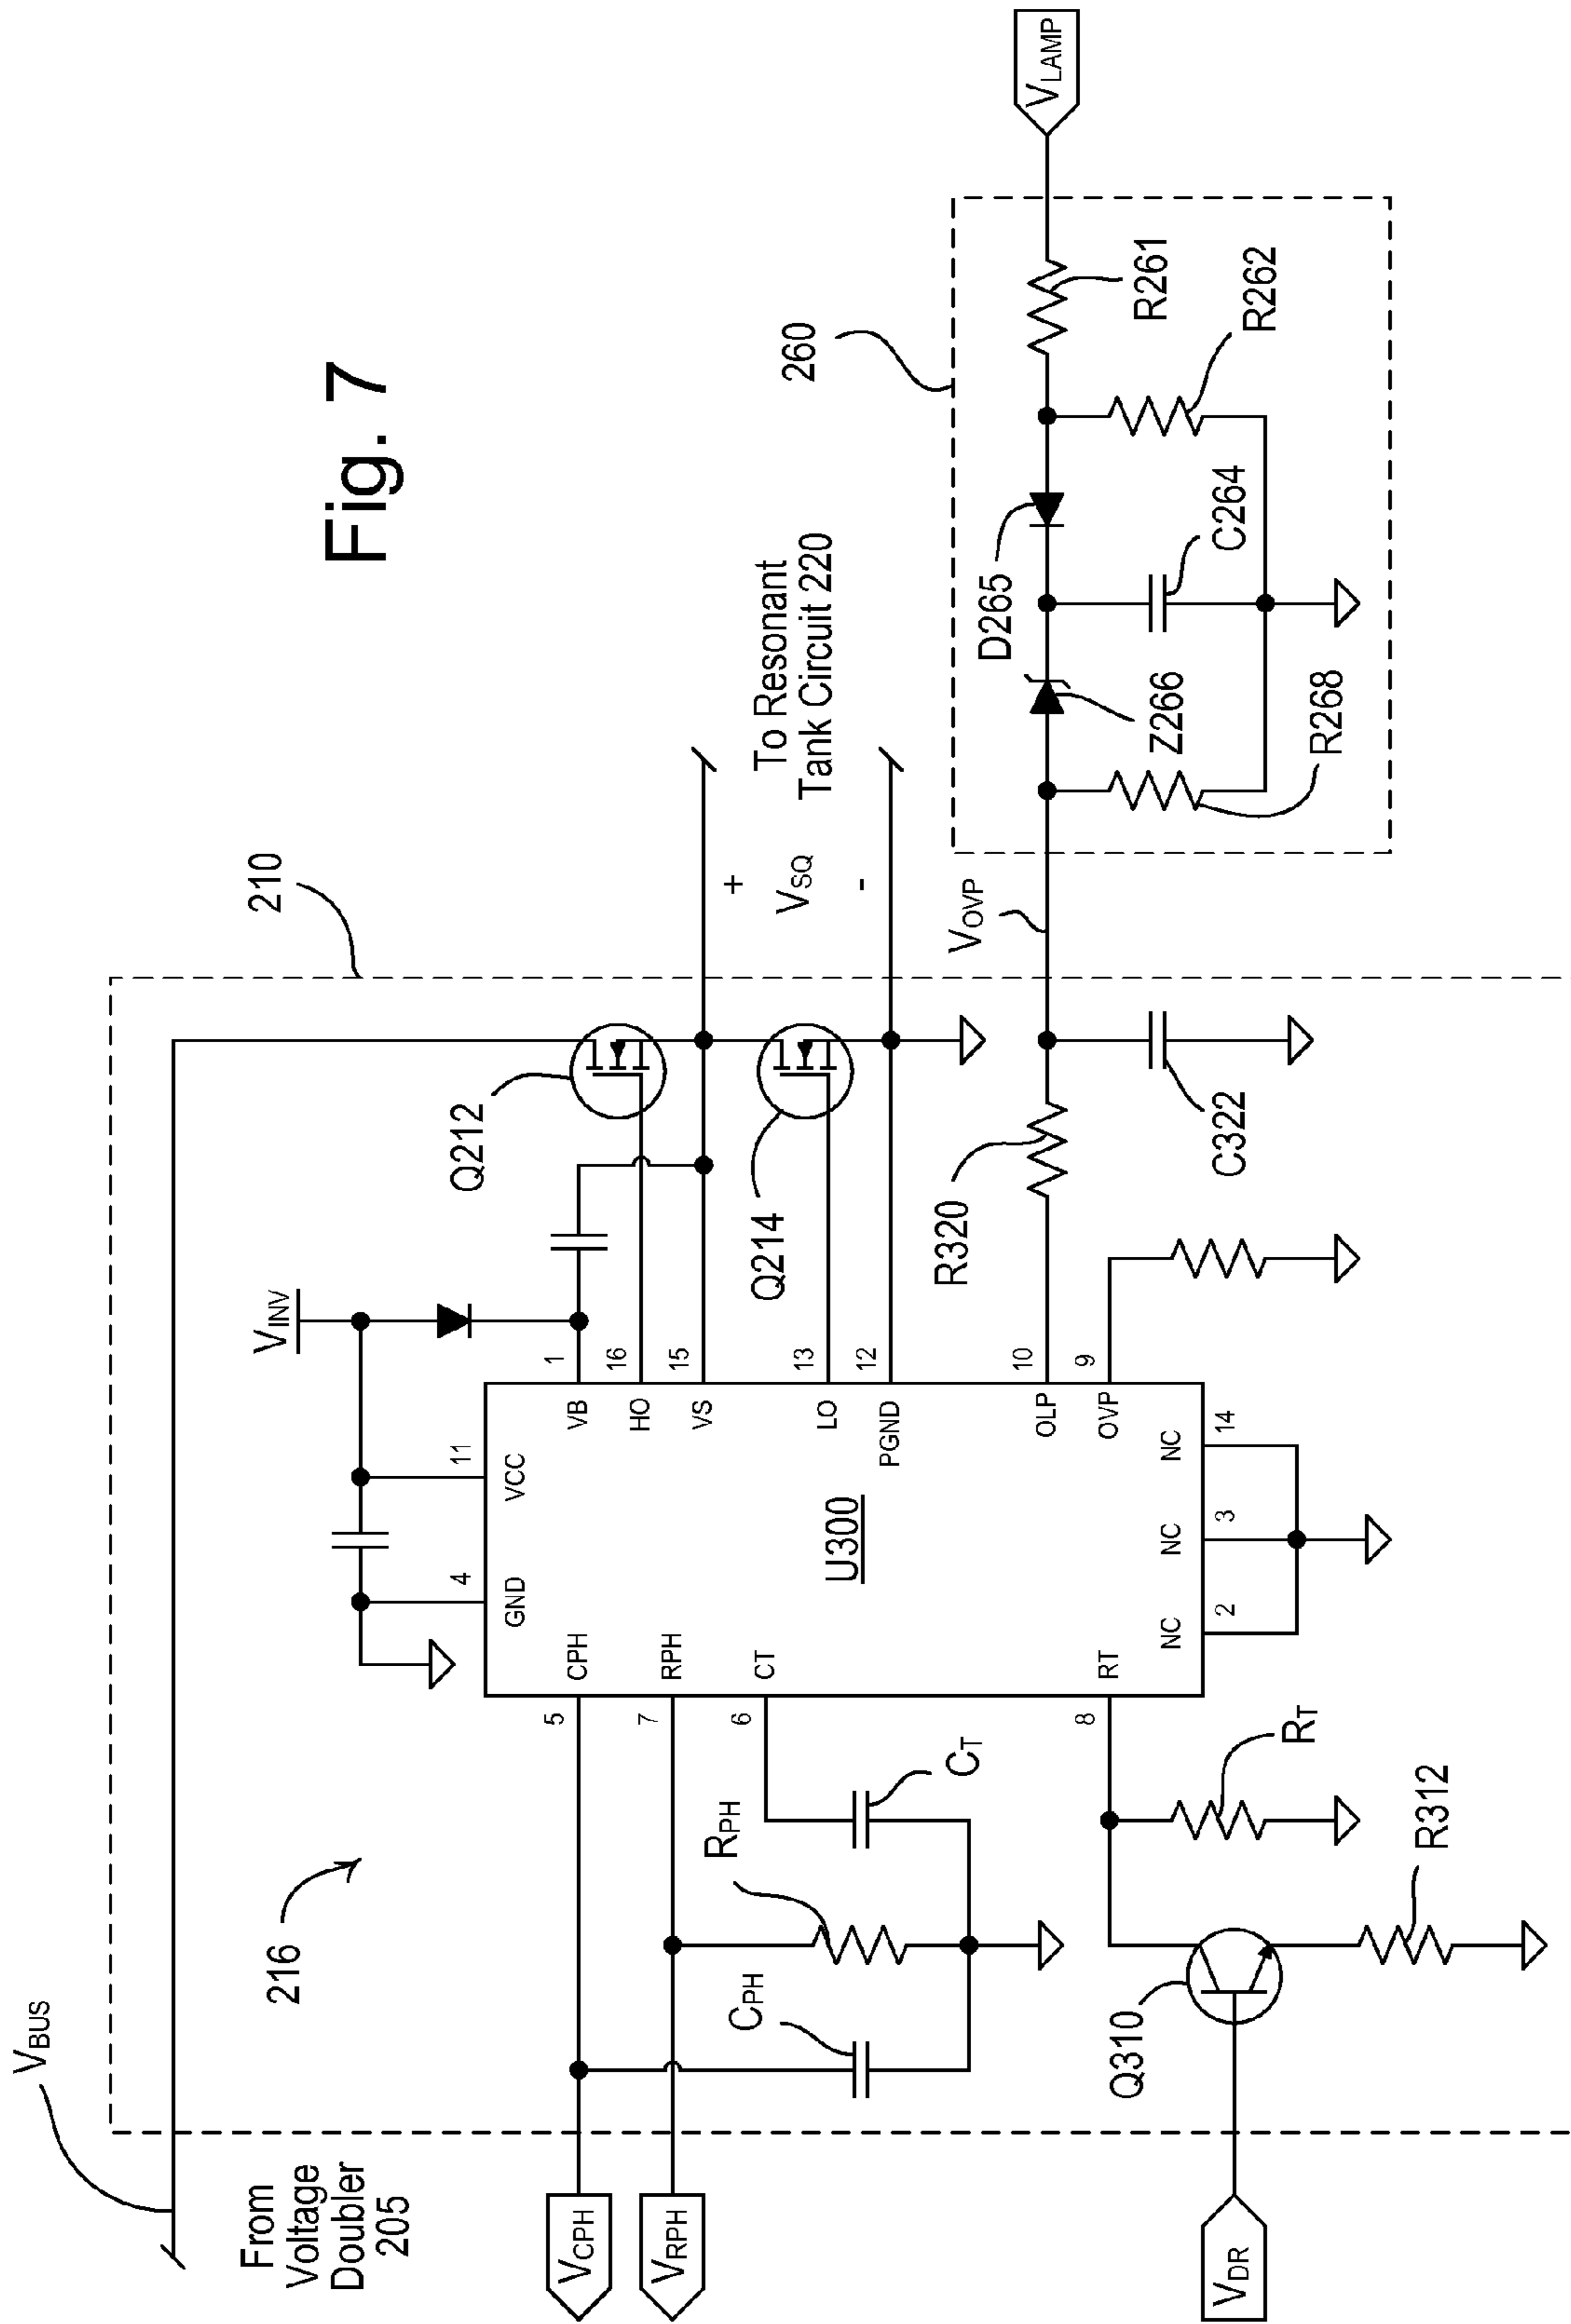 Fig. 7
VBUS
From
Voltage
Doubler
205
216
210
VINV
Q212
Q214
To Resonant
Tank Circuit 220
+
VSQ
-
4
11
GND
VCC
VCPH
5
CPH
VB
1
HO
16
VRPH
7
RPH
VS
15
CPH
RPH
CT
6
CT
LO
13
PGND
12
U300
VOVP
260
VLAMP
D265
R261
Z266
C264
R262
R268
R320
C322
OLP
10
VDR
Q310
8
RT
OVP
9
RT
R312
NC
NC
NC
2
3
14